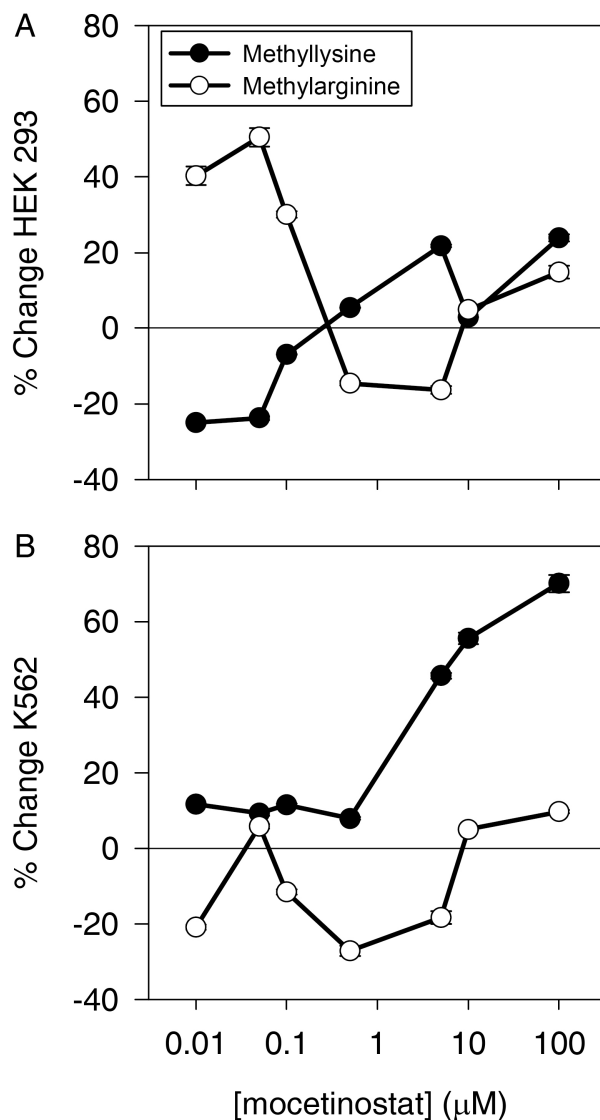 A
% Change HEK 293
80
60
40
20
0
-20
-40
Methyllysine
Methylarginine
B
% Change K562
80
60
40
20
0
-20
-40
0.01 0.1 1 10 100
[mocetinostat] (μM)